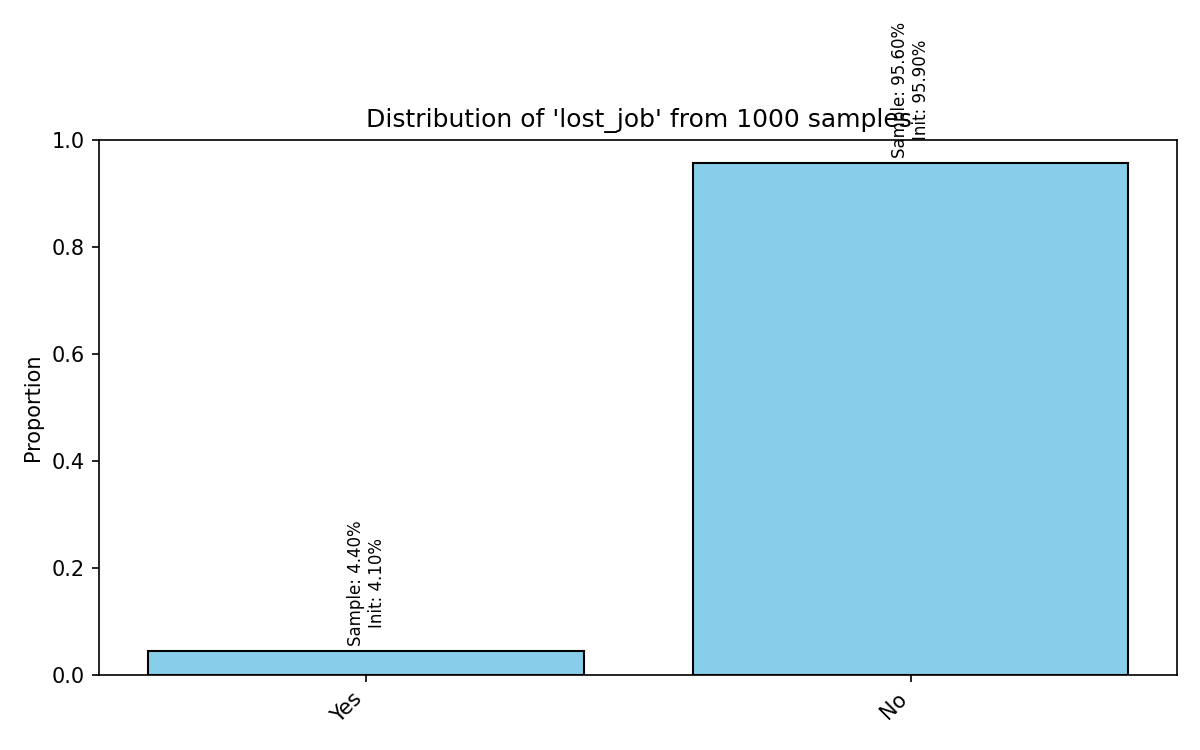 Sample: 95.60%
Init: 95.90%
Distribution of 'lost_job' from 1000 samples
1.0
0.8
0.6
0.4
0.2
0.0
Proportion
Sample: 4.40%
Init: 4.10%
Yes
No